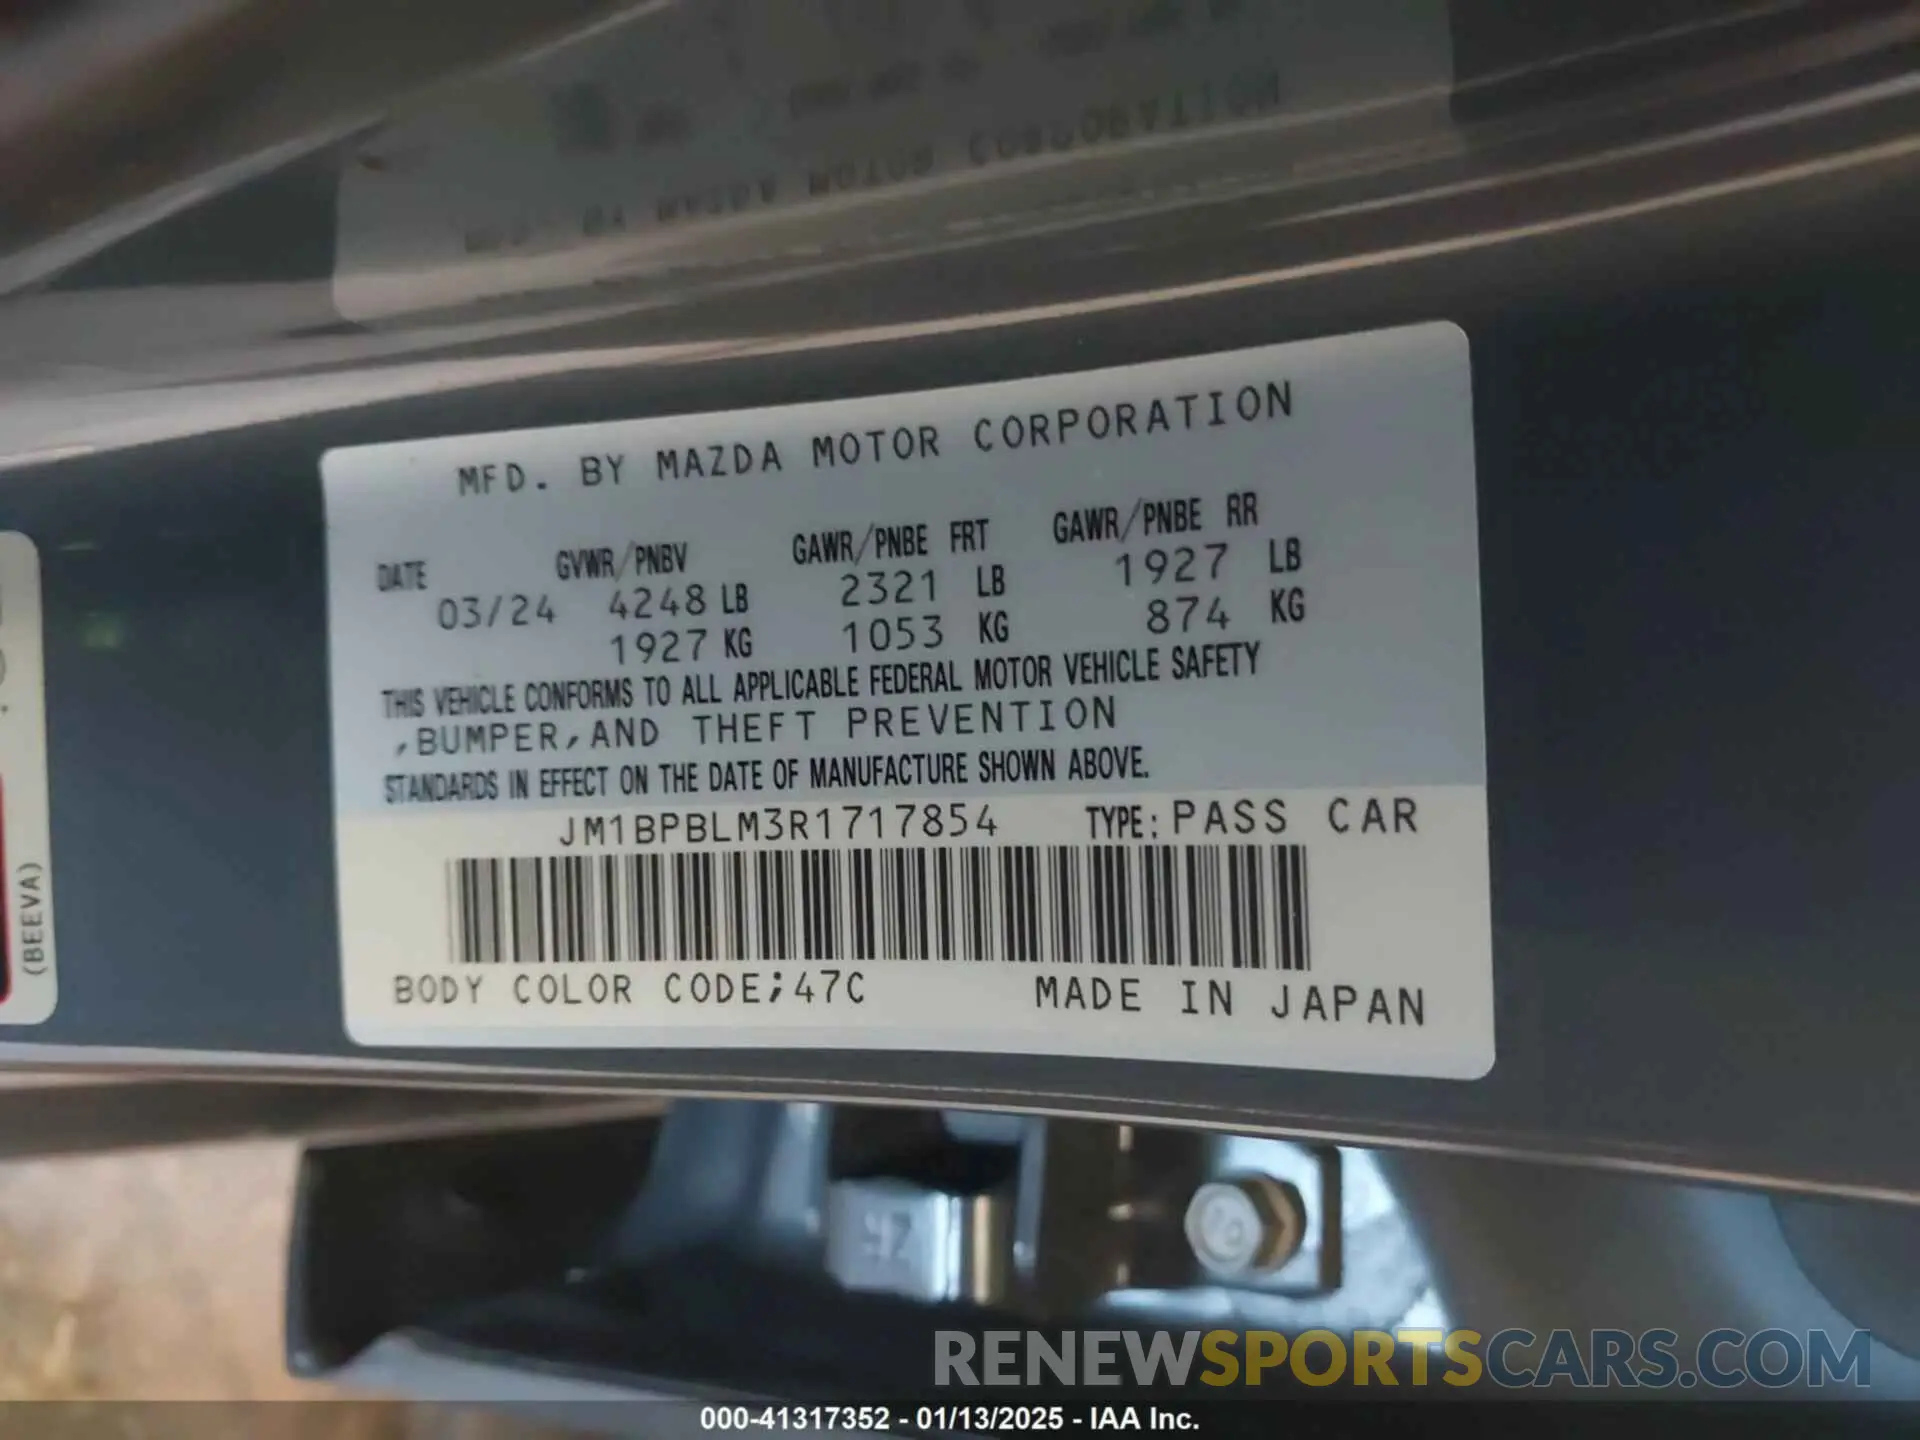 MFD. BY MAZDA MOTOR CORPORATION
DATE GVWR/PNBV GAWR/PNBE FRT GAWR/PNBE RR
03/24 4248 LB 2321 LB 1927 LB
1927 KG 1053 KG 874 KG
THIS VEHICLE CONFORMS TO ALL APPLICABLE FEDERAL MOTOR VEHICLE SAFETY
,BUMPER,AND THEFT PREVENTION
STANDARDS IN EFFECT ON THE DATE OF MANUFACTURE SHOWN ABOVE.
JM1BPBLM3R1717854 TYPE: PASS CAR
BODY COLOR CODE;47C MADE IN JAPAN
(BEEVA)
RENEWSPORTSCARS.COM
000-41317352 - 01/13/2025 - IAA Inc.